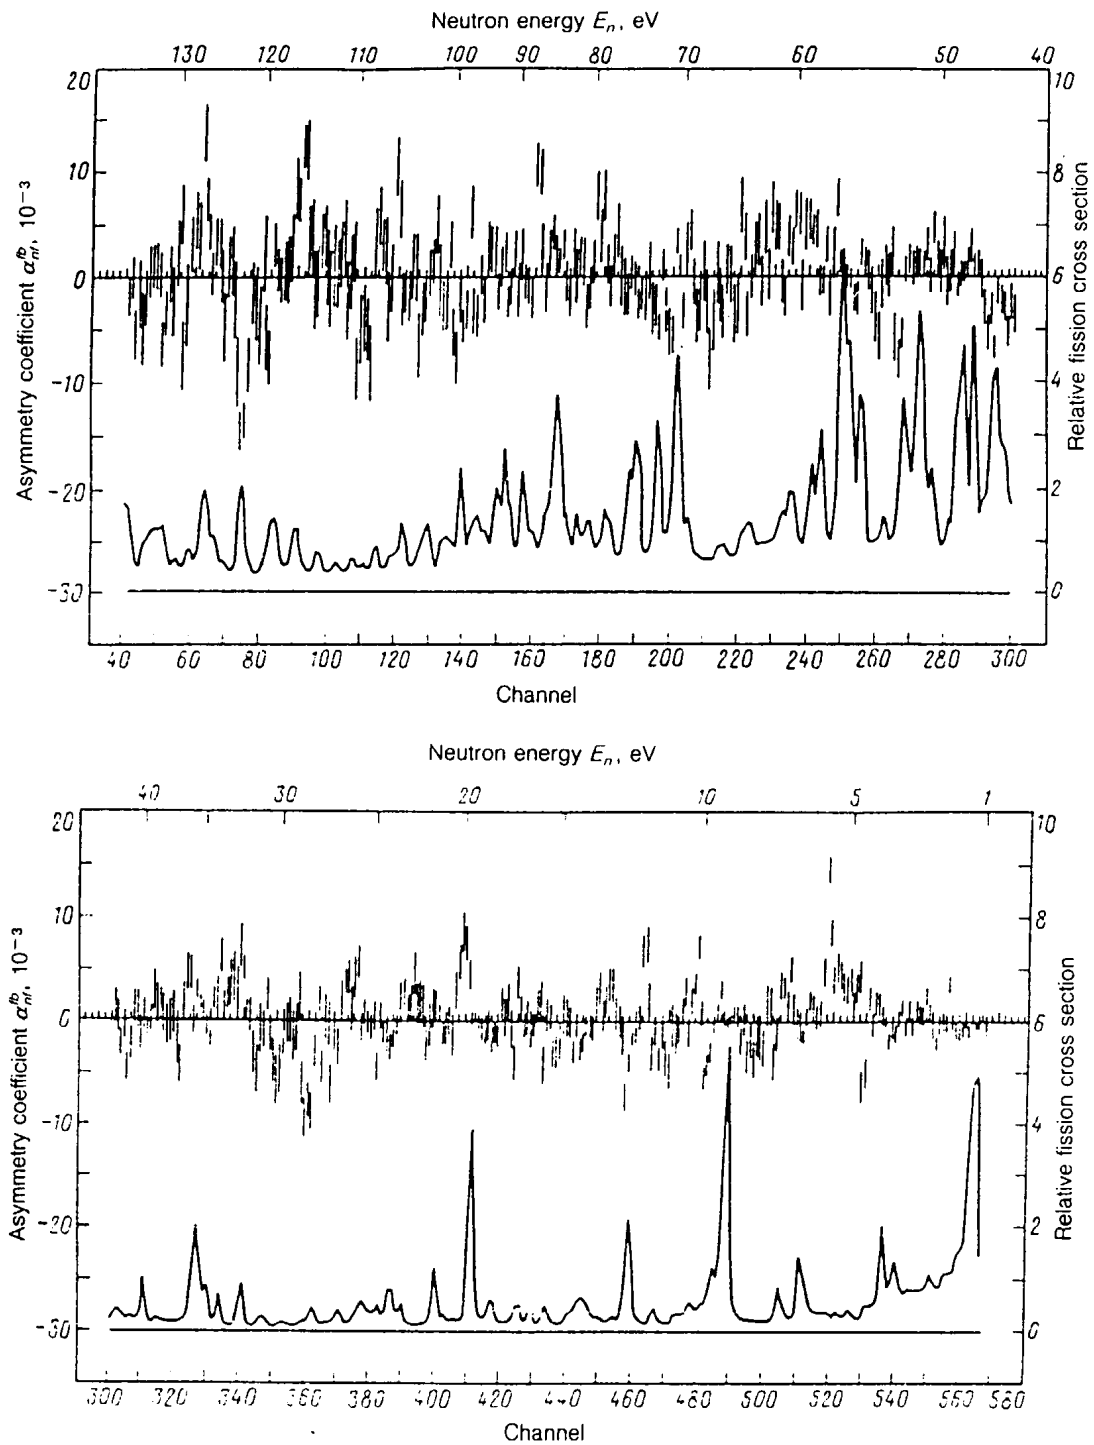 Neutron energy Eₙ, eV
130 120 110 100 90 80 70 60 50 40
20 10 0 -10 -20 -30
Asymmetry coefficient α_nf^fb, 10⁻³
10 8 6 4 2 0
Relative fission cross section
40 60 80 100 120 140 160 180 200 220 240 260 280 300
Channel
Neutron energy Eₙ, eV
40 30 20 10 5 1
20 10 0 -10 -20 -30
Asymmetry coefficient α_nf^fb, 10⁻³
10 8 6 4 2 0
Relative fission cross section
300 320 340 360 380 400 420 440 460 480 500 520 540 560 580
Channel